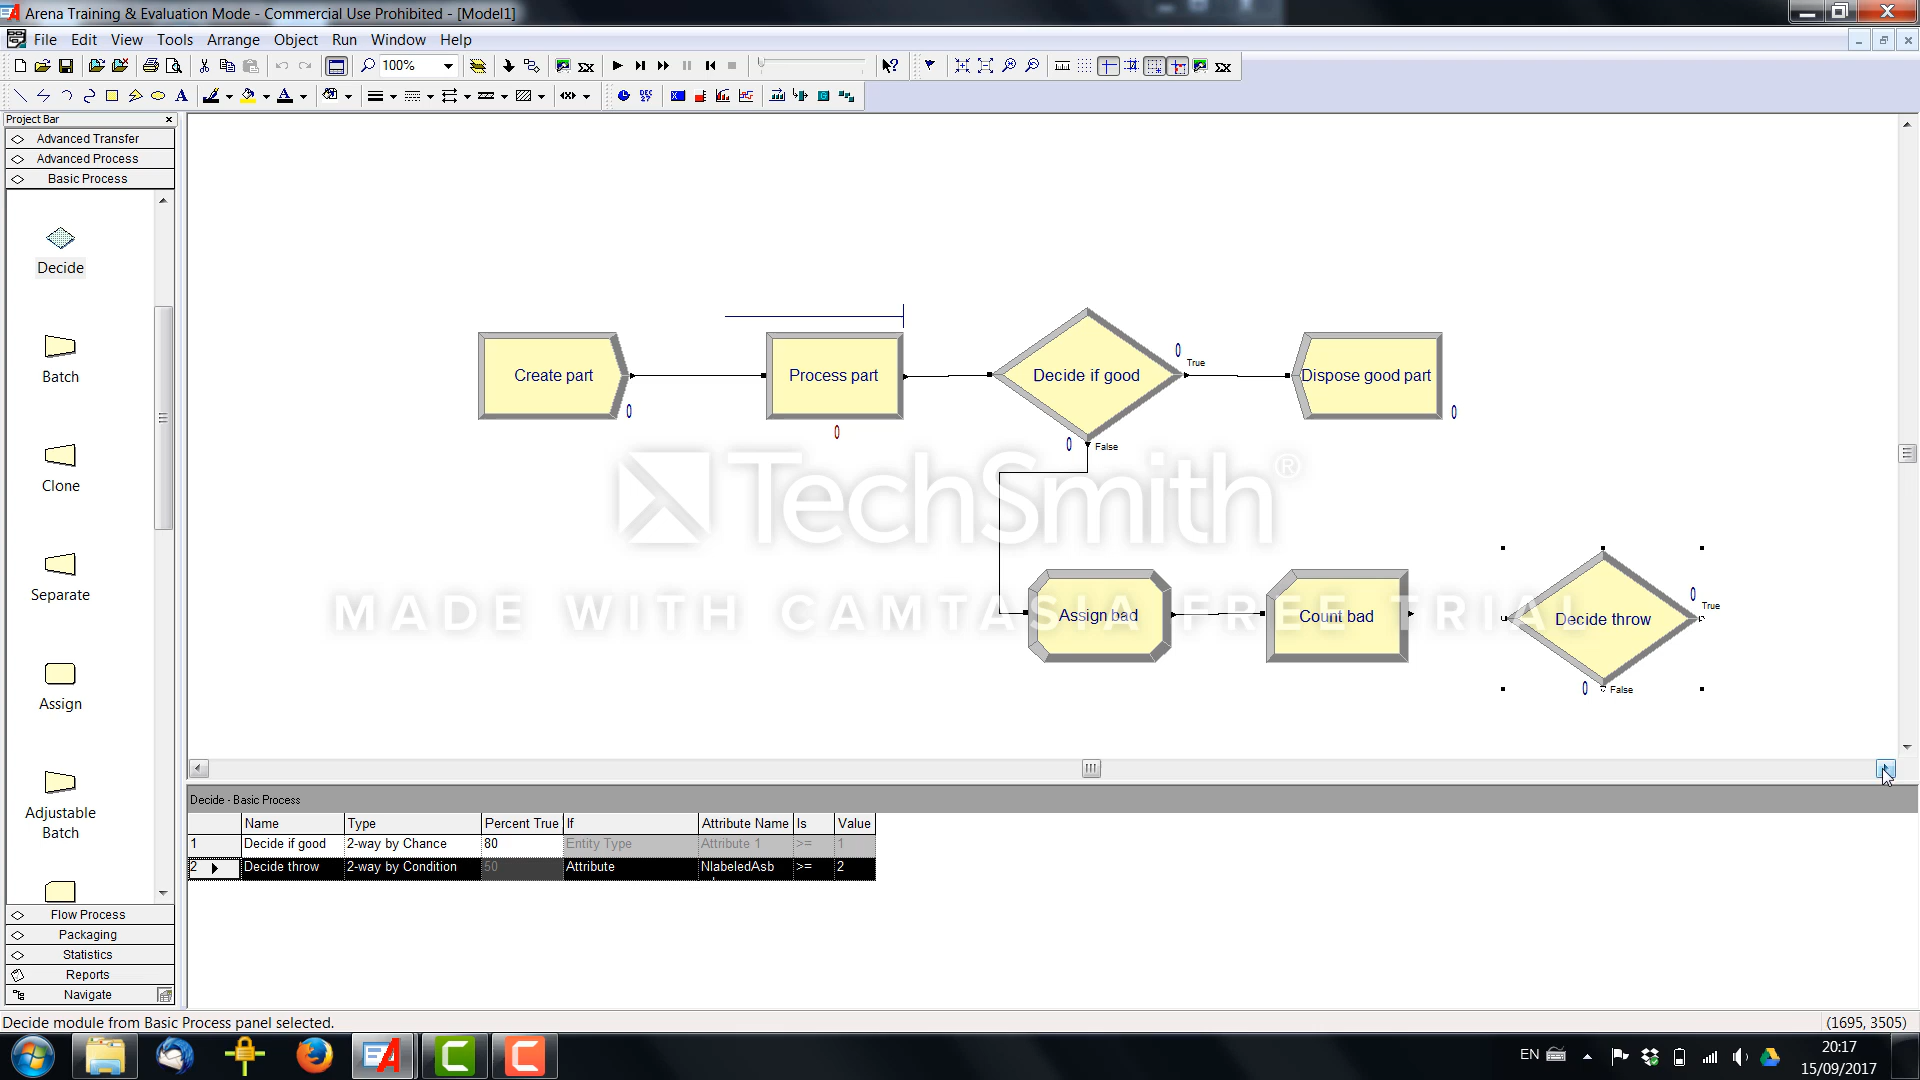 Arena Training & Evaluation Mode - Commercial Use Prohibited - [Model1]
File Edit View Tools Arrange Object Run Window Help
100%
Project Bar
Advanced Transfer
Advanced Process
Basic Process
Decide
Batch
Clone
Separate
Assign
Adjustable
Batch
Flow Process
Packaging
Statistics
Reports
Navigate
Create part
0
Process part
0
Decide if good
0
True
0
False
Dispose good part
0
TechSmith®
MADE WITH CAMTASIA FREE TRIAL
Assign bad
Count bad
Decide throw
0
True
0
False
Decide - Basic Process
Name Type Percent True If Attribute Name Is Value
1 Decide if good 2-way by Chance 80 Entity Type Attribute 1 >= 1
2 Decide throw 2-way by Condition 50 Attribute NlabeledAsb >= 2
Decide module from Basic Process panel selected.
(1695, 3505)
EN
20:17
15/09/2017